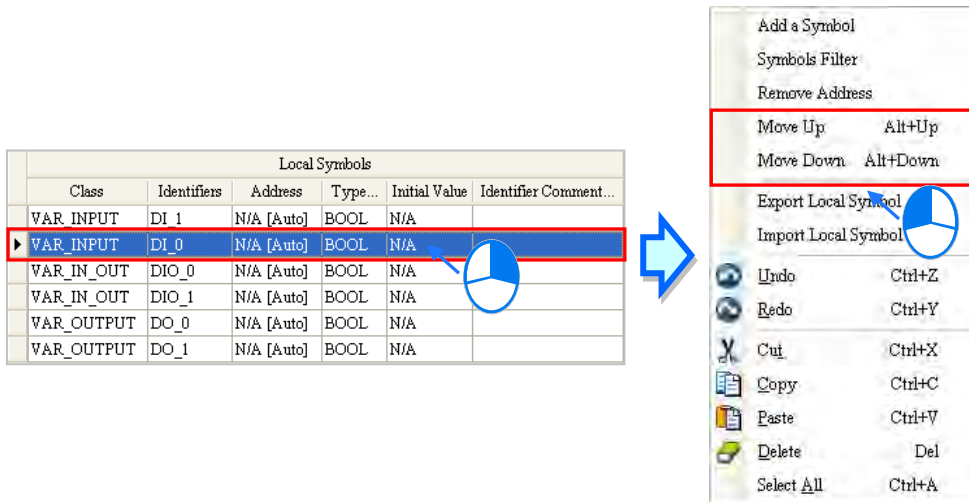 Local Symbols
Class Identifiers Address Type... Initial Value Identifier Comment...
VAR_INPUT DI_1 N/A [Auto] BOOL N/A
VAR_INPUT DI_0 N/A [Auto] BOOL N/A
VAR_IN_OUT DIO_0 N/A [Auto] BOOL N/A
VAR_IN_OUT DIO_1 N/A [Auto] BOOL N/A
VAR_OUTPUT DO_0 N/A [Auto] BOOL N/A
VAR_OUTPUT DO_1 N/A [Auto] BOOL N/A
Add a Symbol
Symbols Filter
Remove Address
Move Up Alt+Up
Move Down Alt+Down
Export Local Symbol
Import Local Symbol
Undo Ctrl+Z
Redo Ctrl+Y
Cut Ctrl+X
Copy Ctrl+C
Paste Ctrl+V
Delete Del
Select All Ctrl+A